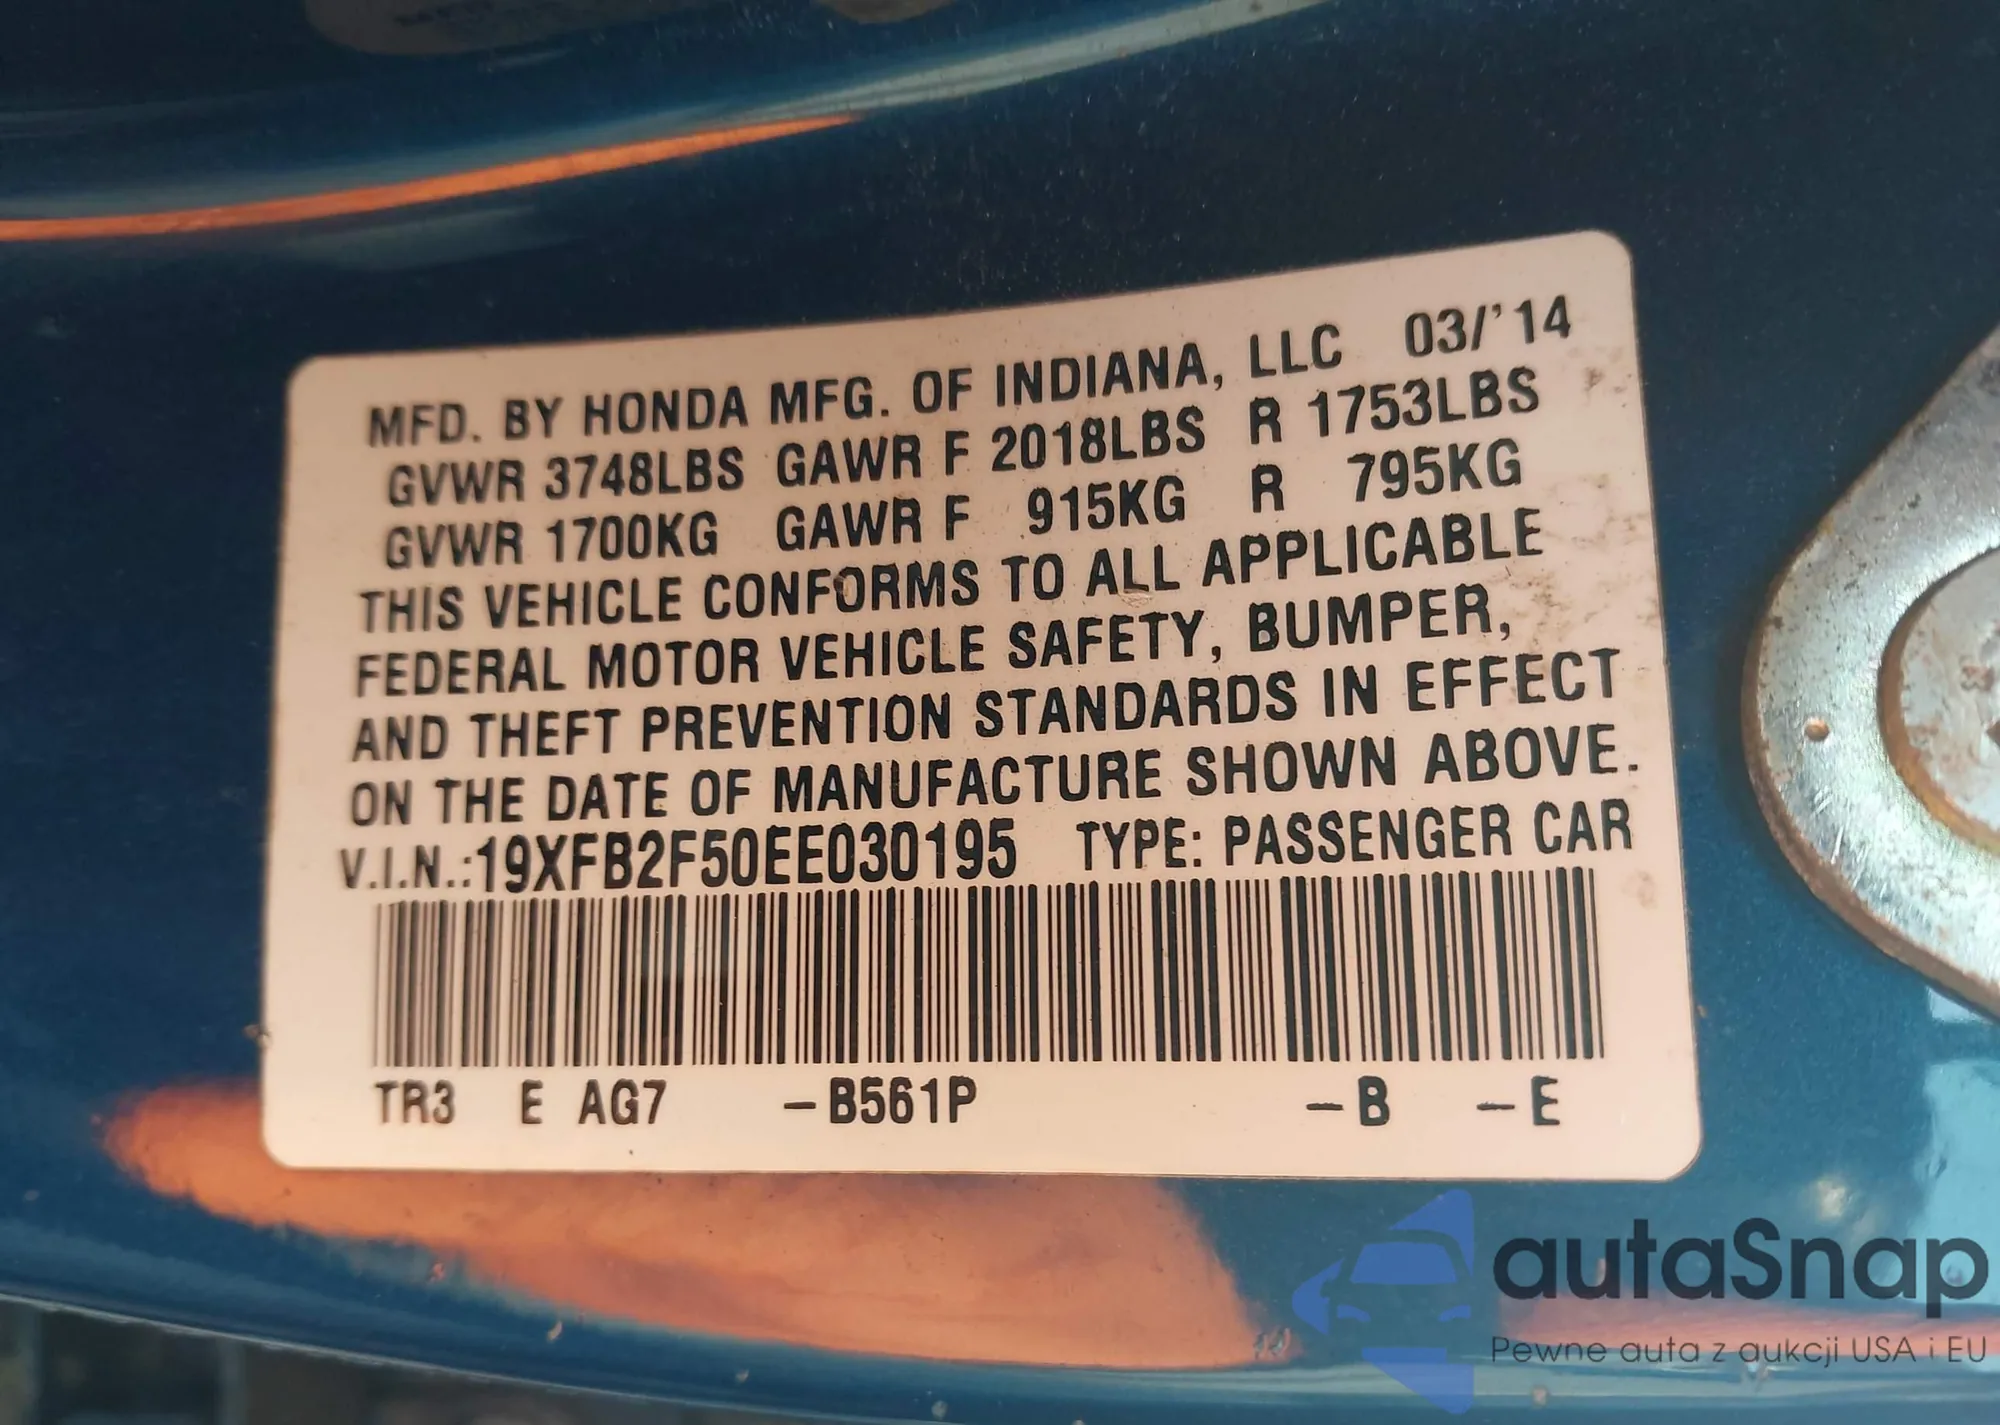 MFD. BY HONDA MFG. OF INDIANA, LLC 03/'14
GVWR 3748LBS GAWR F 2018LBS R 1753LBS
GVWR 1700KG GAWR F 915KG R 795KG
THIS VEHICLE CONFORMS TO ALL APPLICABLE
FEDERAL MOTOR VEHICLE SAFETY, BUMPER,
AND THEFT PREVENTION STANDARDS IN EFFECT
ON THE DATE OF MANUFACTURE SHOWN ABOVE.
V.I.N.:19XFB2F50EE030195 TYPE: PASSENGER CAR
TR3 E AG7 –B561P –B –E
autaSnap
Pewne auta z aukcji USA i EU